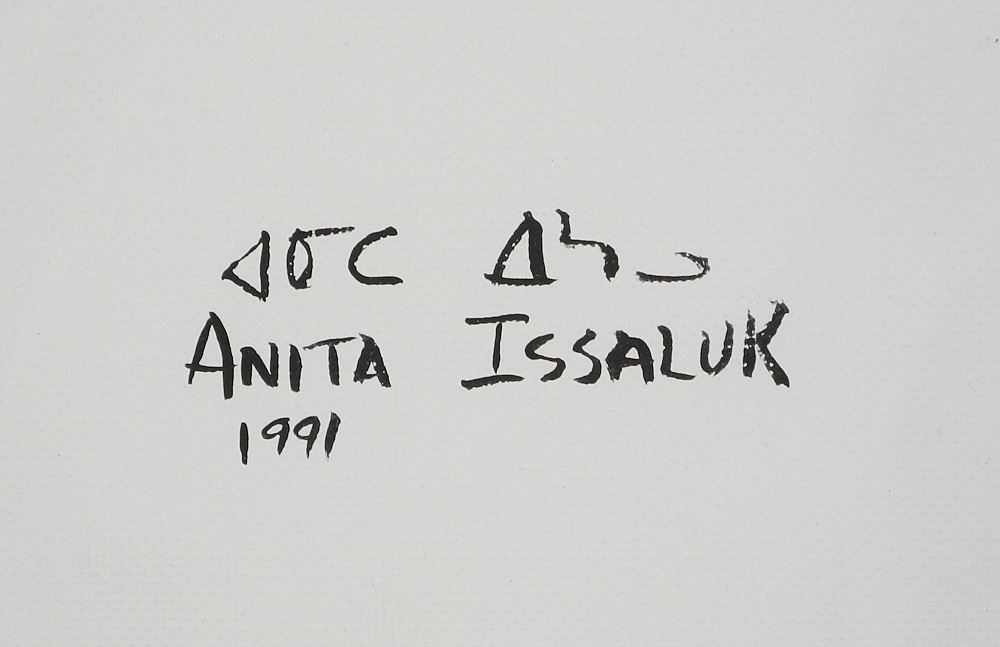 ᐊᓂᑕ ᐃᓴᓗ
ANITA ISSALUK
1991